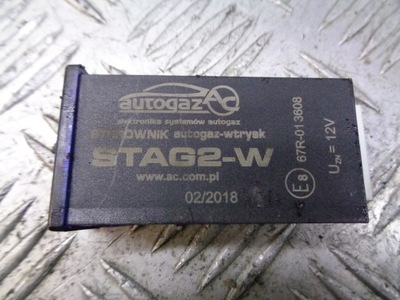 autogaz AC
elektronika systemów autogaz
STEROWNIK autogaz-wtrysk
STAG2-W
www.ac.com.pl
02/2018
E8
67R-013608
UZN = 12V